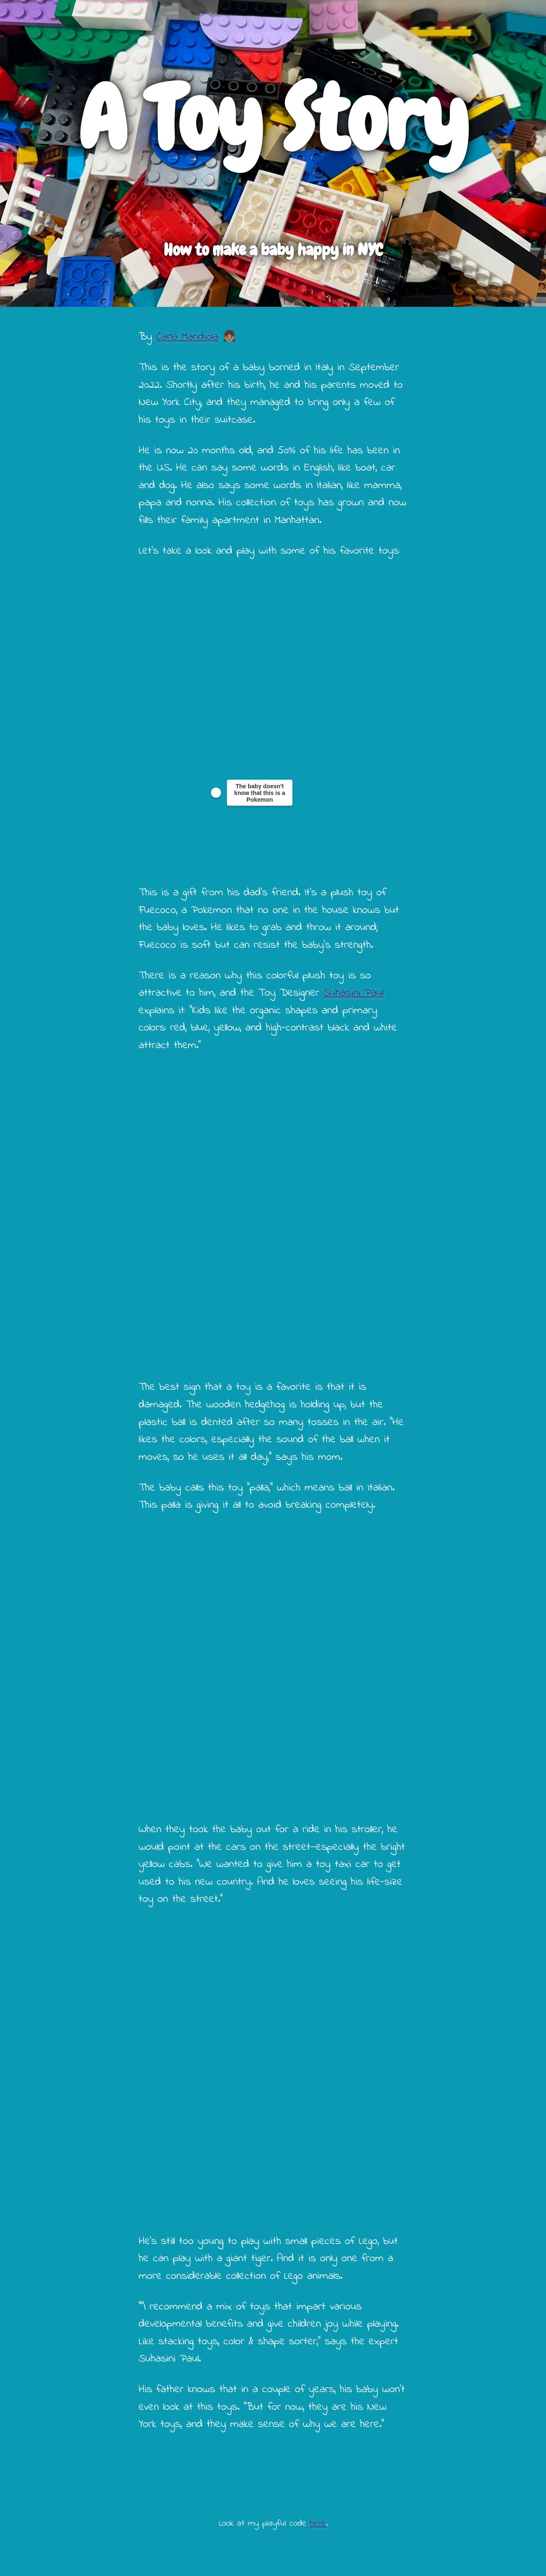 A Toy Story
How to make a baby happy in NYC
By Carla Mandiola
This is the story of a baby borned in Italy in September
2022. Shortly after his birth, he and his parents moved to
New York City, and they managed to bring only a few of
his toys in their suitcase.
He is now 20 months old, and 50% of his life has been in
the US. He can say some words in English, like boat, car
and dog. He also says some words in Italian, like mamma,
papa and nonna. His collection of toys has grown and now
fills their family apartment in Manhattan.
Let's take a look and play with some of his favorite toys:
The baby doesn't
know that this is a
Pokemon
This is a gift from his dad's friend. It's a plush toy of
Fuecoco, a Pokemon that no one in the house knows but
the baby loves. He likes to grab and throw it around;
Fuecoco is soft but can resist the baby's strength.
There is a reason why this colorful plush toy is so
attractive to him, and the Toy Designer Suhasini Paul
explains it: "Kids like the organic shapes and primary
colors: red, blue, yellow, and high-contrast black and white
attract them."
The best sign that a toy is a favorite is that it is
damaged. The wooden hedgehog is holding up, but the
plastic ball is dented after so many tosses in the air. "He
likes the colors, especially the sound of the ball when it
moves, so he uses it all day," says his mom.
The baby calls this toy "palla," which means ball in Italian.
This palla is giving it all to avoid breaking completely.
When they took the baby out for a ride in his stroller, he
would point at the cars on the street—especially the bright
yellow cabs. "We wanted to give him a toy taxi car to get
used to his new country. And he loves seeing his life-size
toy on the street."
He's still too young to play with small pieces of Lego, but
he can play with a giant tiger. And it is only one from a
more considerable collection of Lego animals.
""I recommend a mix of toys that impart various
developmental benefits and give children joy while playing.
Like stacking toys, color & shape sorter," says the expert
Suhasini Paul.
His father knows that in a couple of years, his baby won't
even look at this toys. "But for now, they are his New
York toys, and they make sense of why we are here."
Look at my playful code here.